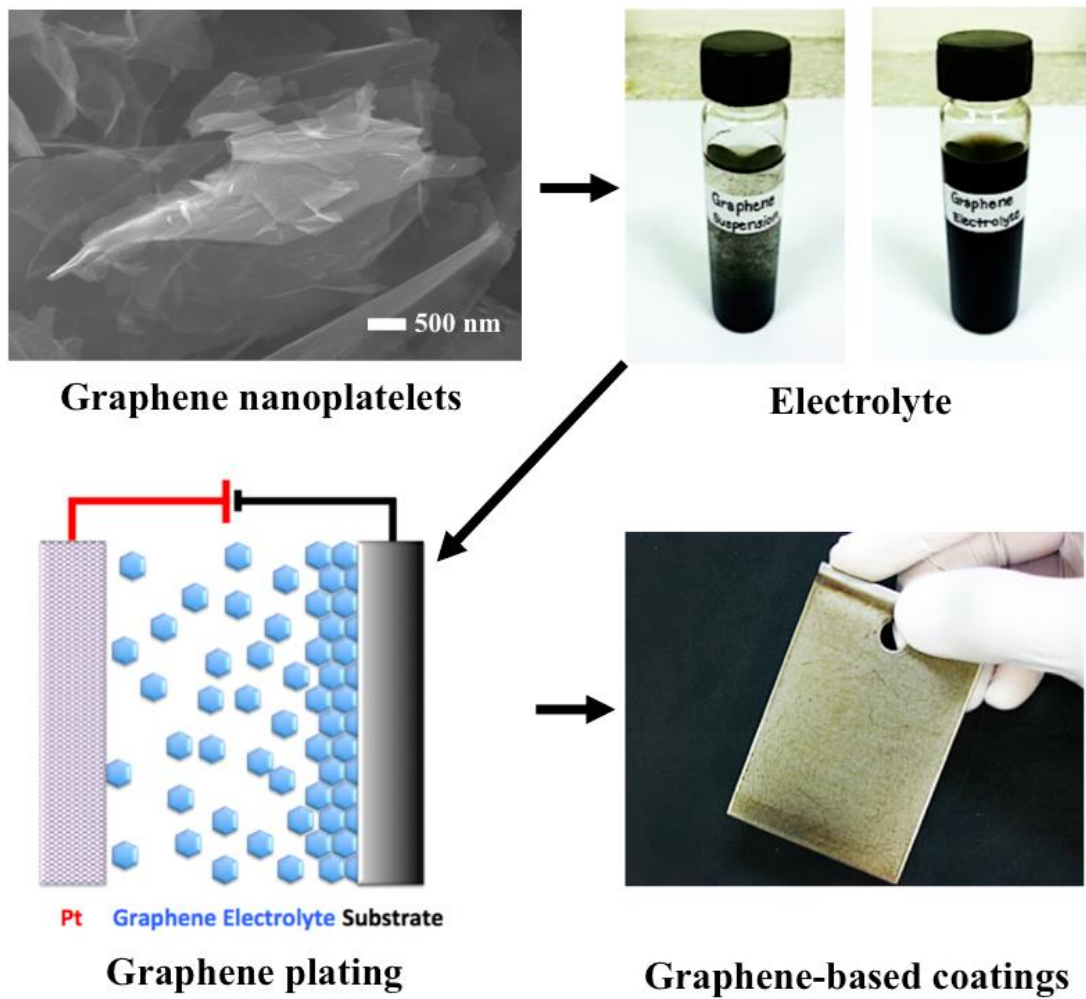 500 nm
Graphene
Suspension
Graphene
Electrolyte
Graphene nanoplatelets
Electrolyte
Pt Graphene Electrolyte Substrate
Graphene plating
Graphene-based coatings